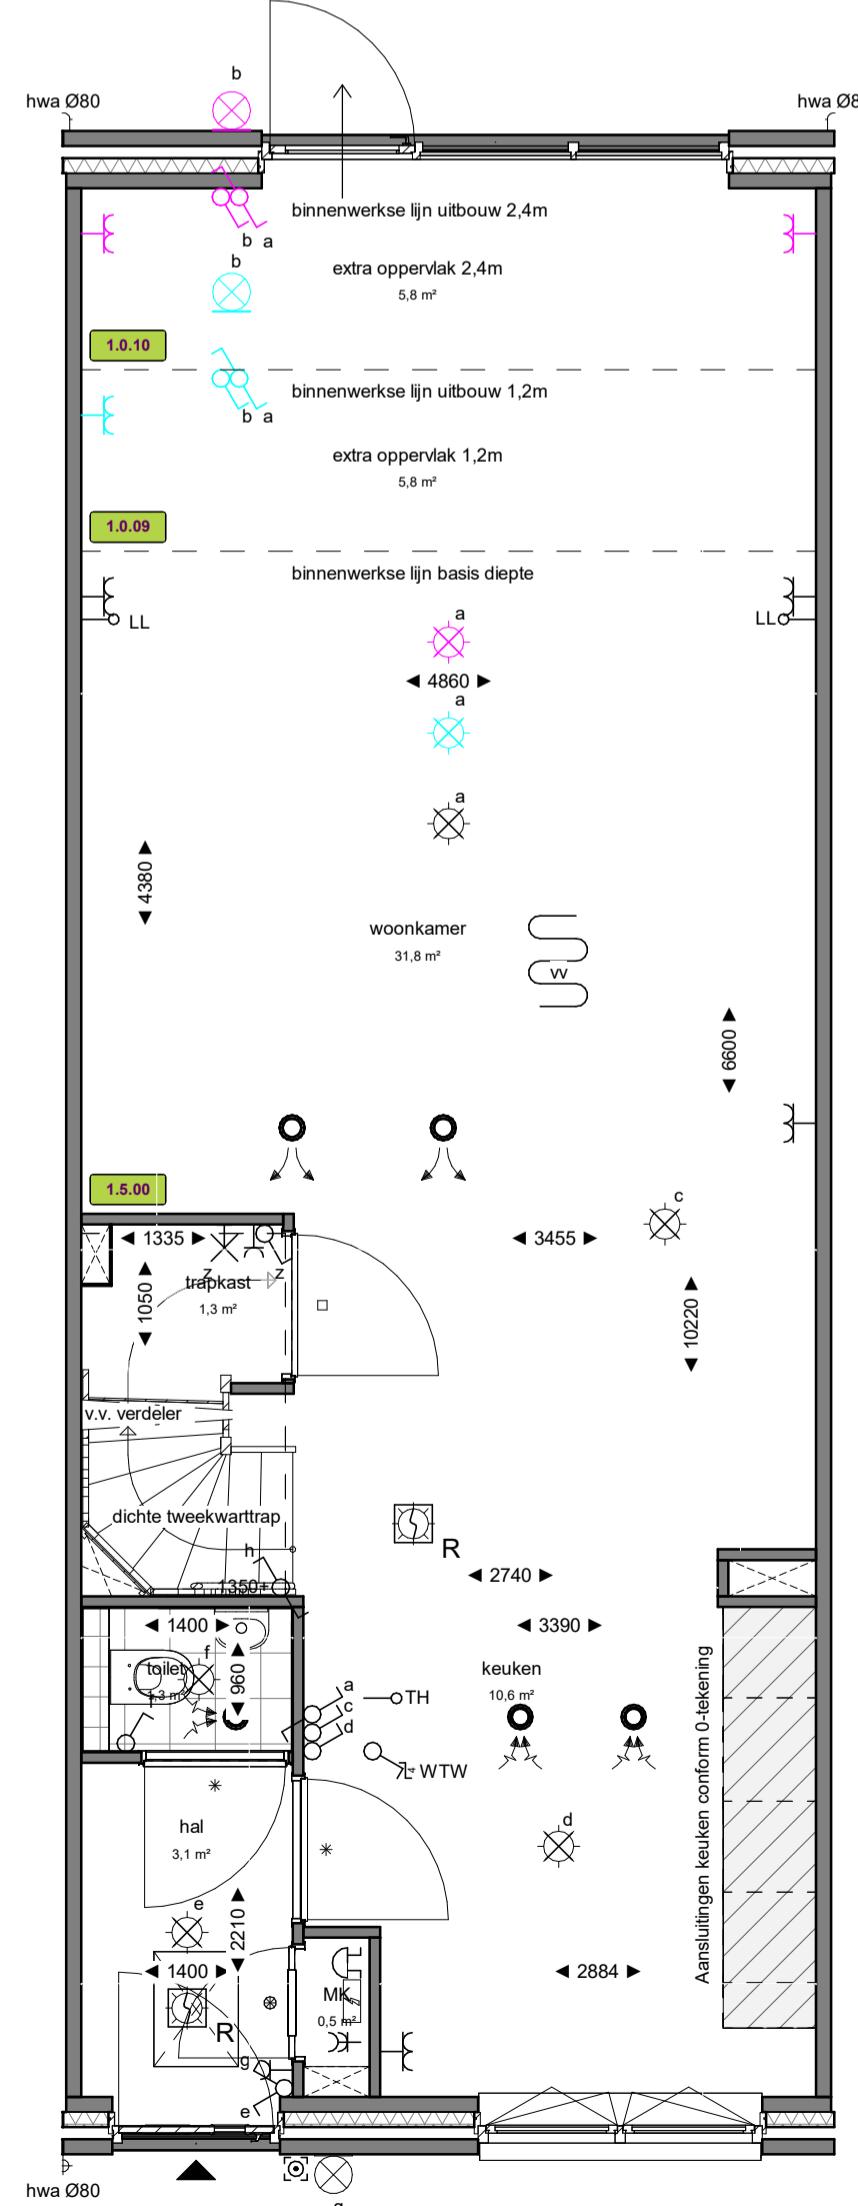 b
hwa Ø80
hwa Ø8
binnenwerkse lijn uitbouw 2,4m
b a
b
extra oppervlak 2,4m
5,8 m²
1.0.10
binnenwerkse lijn uitbouw 1,2m
b a
extra oppervlak 1,2m
5,8 m²
1.0.09
binnenwerkse lijn basis diepte
LL
LL
a
4860
a
a
4380
woonkamer
31,8 m²
vv
6600
1.5.00
c
1335
3455
z
z
trapkast
1,3 m²
1050
10220
v.v. verdeler
dichte tweekwarttrap
R
h
1350+
2740
1400
3390
f
toilet
1,3 m²
960
keuken
10,6 m²
f
a
c
d
TH
WTW
Aansluitingen keuken conform 0-tekening
hal
3,1 m²
d
e
2210
1400
2884
MK
0,5 m²
R
g
e
hwa Ø80
g